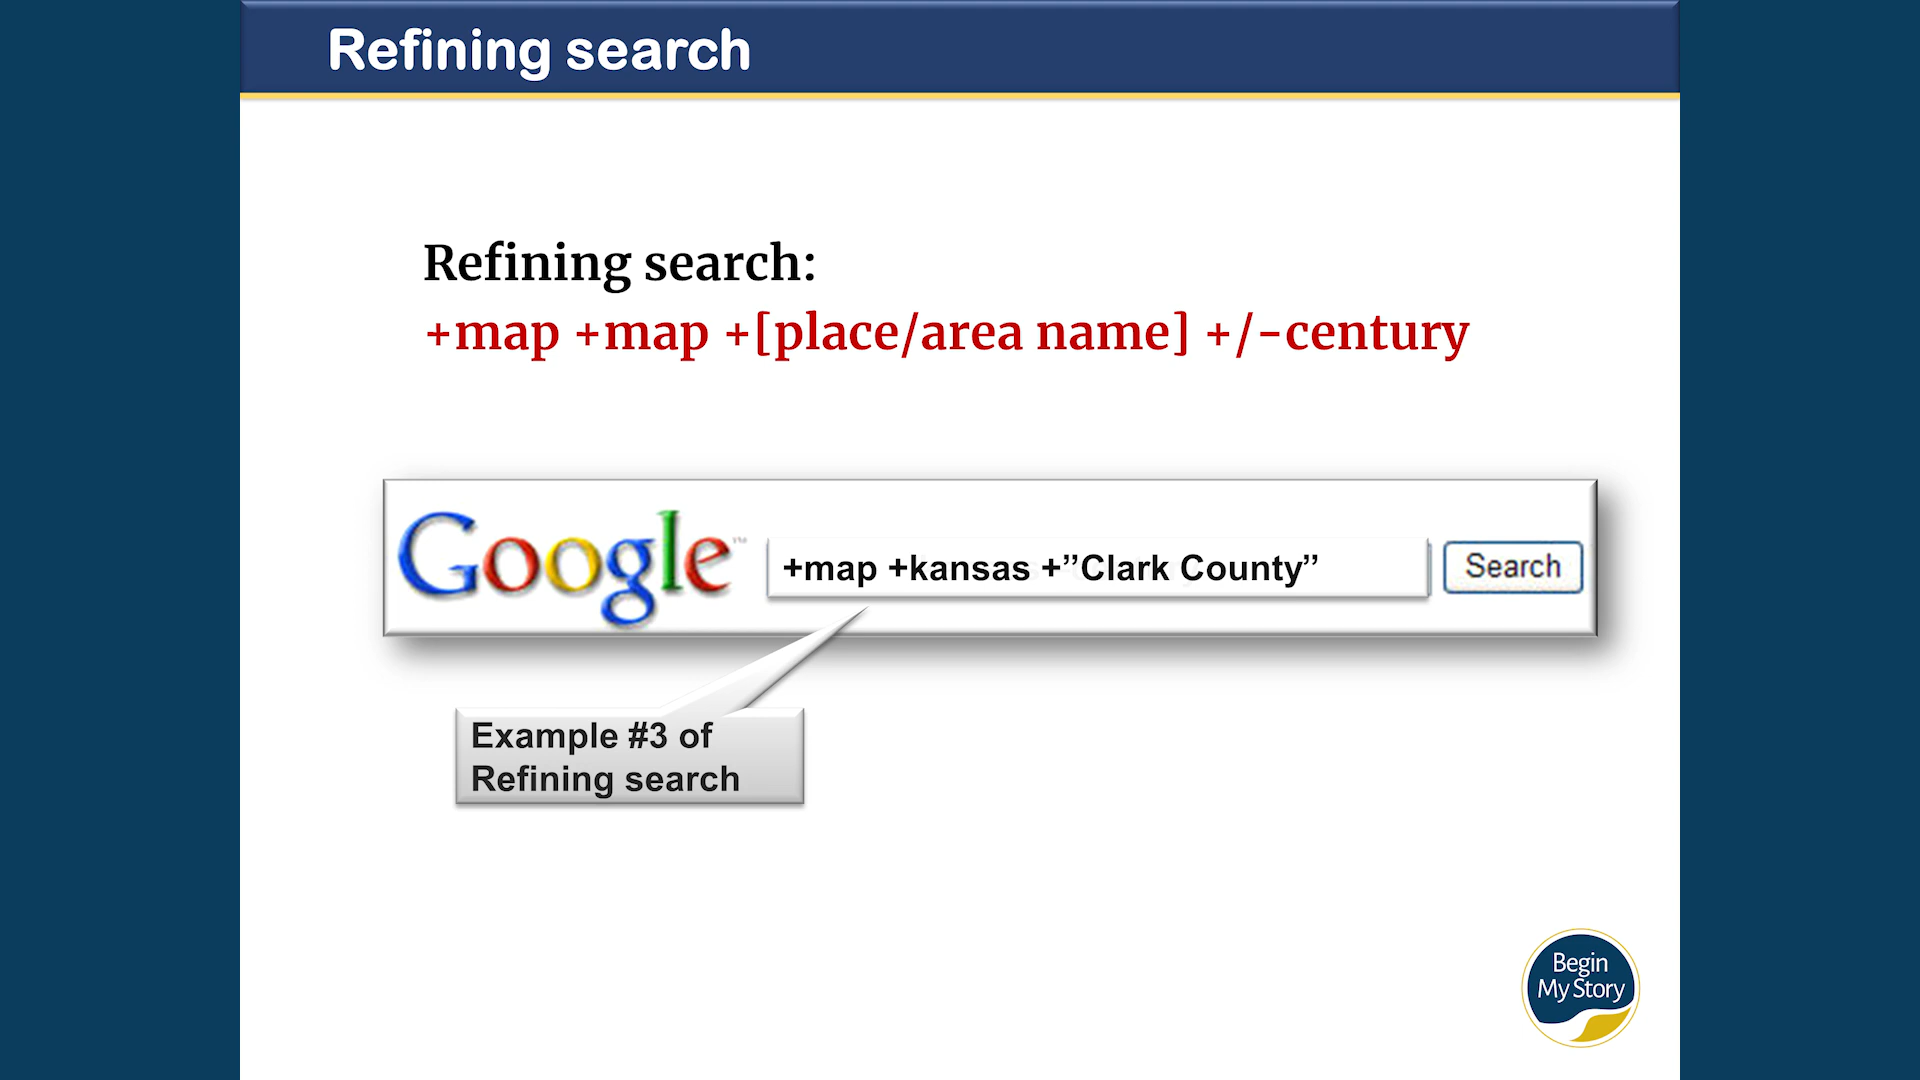 Refining search
Refining search:
+map +map +[place/area name] +/-century
Google™
+map +kansas +”Clark County”
Search
Example #3 of
Refining search
Begin
My Story